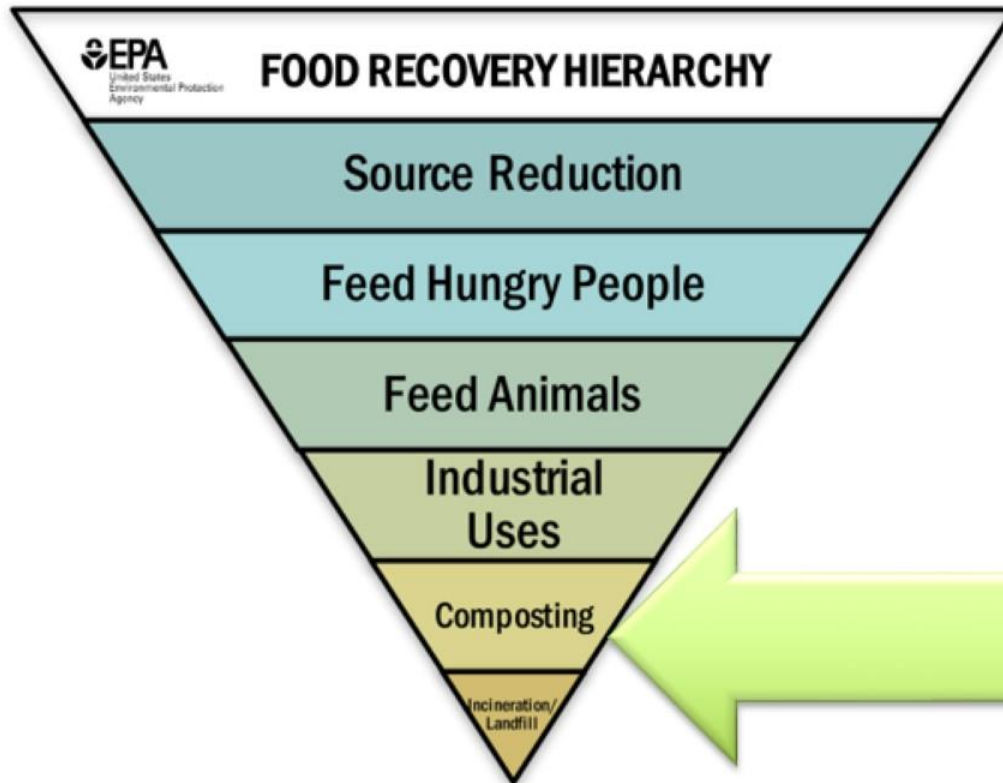 EPA
United States
Environmental Protection
Agency
FOOD RECOVERY HIERARCHY
Source Reduction
Feed Hungry People
Feed Animals
Industrial
Uses
Composting
Incineration/
Landfill